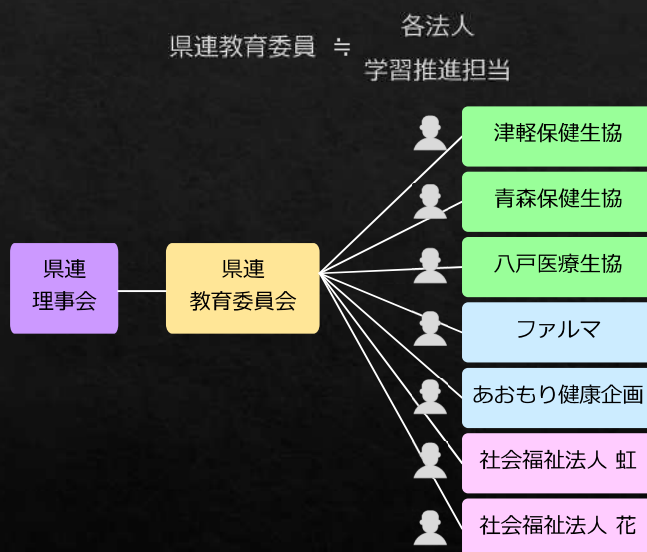 県連教育委員 ≒ 各法人
学習推進担当
県連
理事会
県連
教育委員会
津軽保健生協
青森保健生協
八戸医療生協
ファルマ
あおもり健康企画
社会福祉法人 虹
社会福祉法人 花